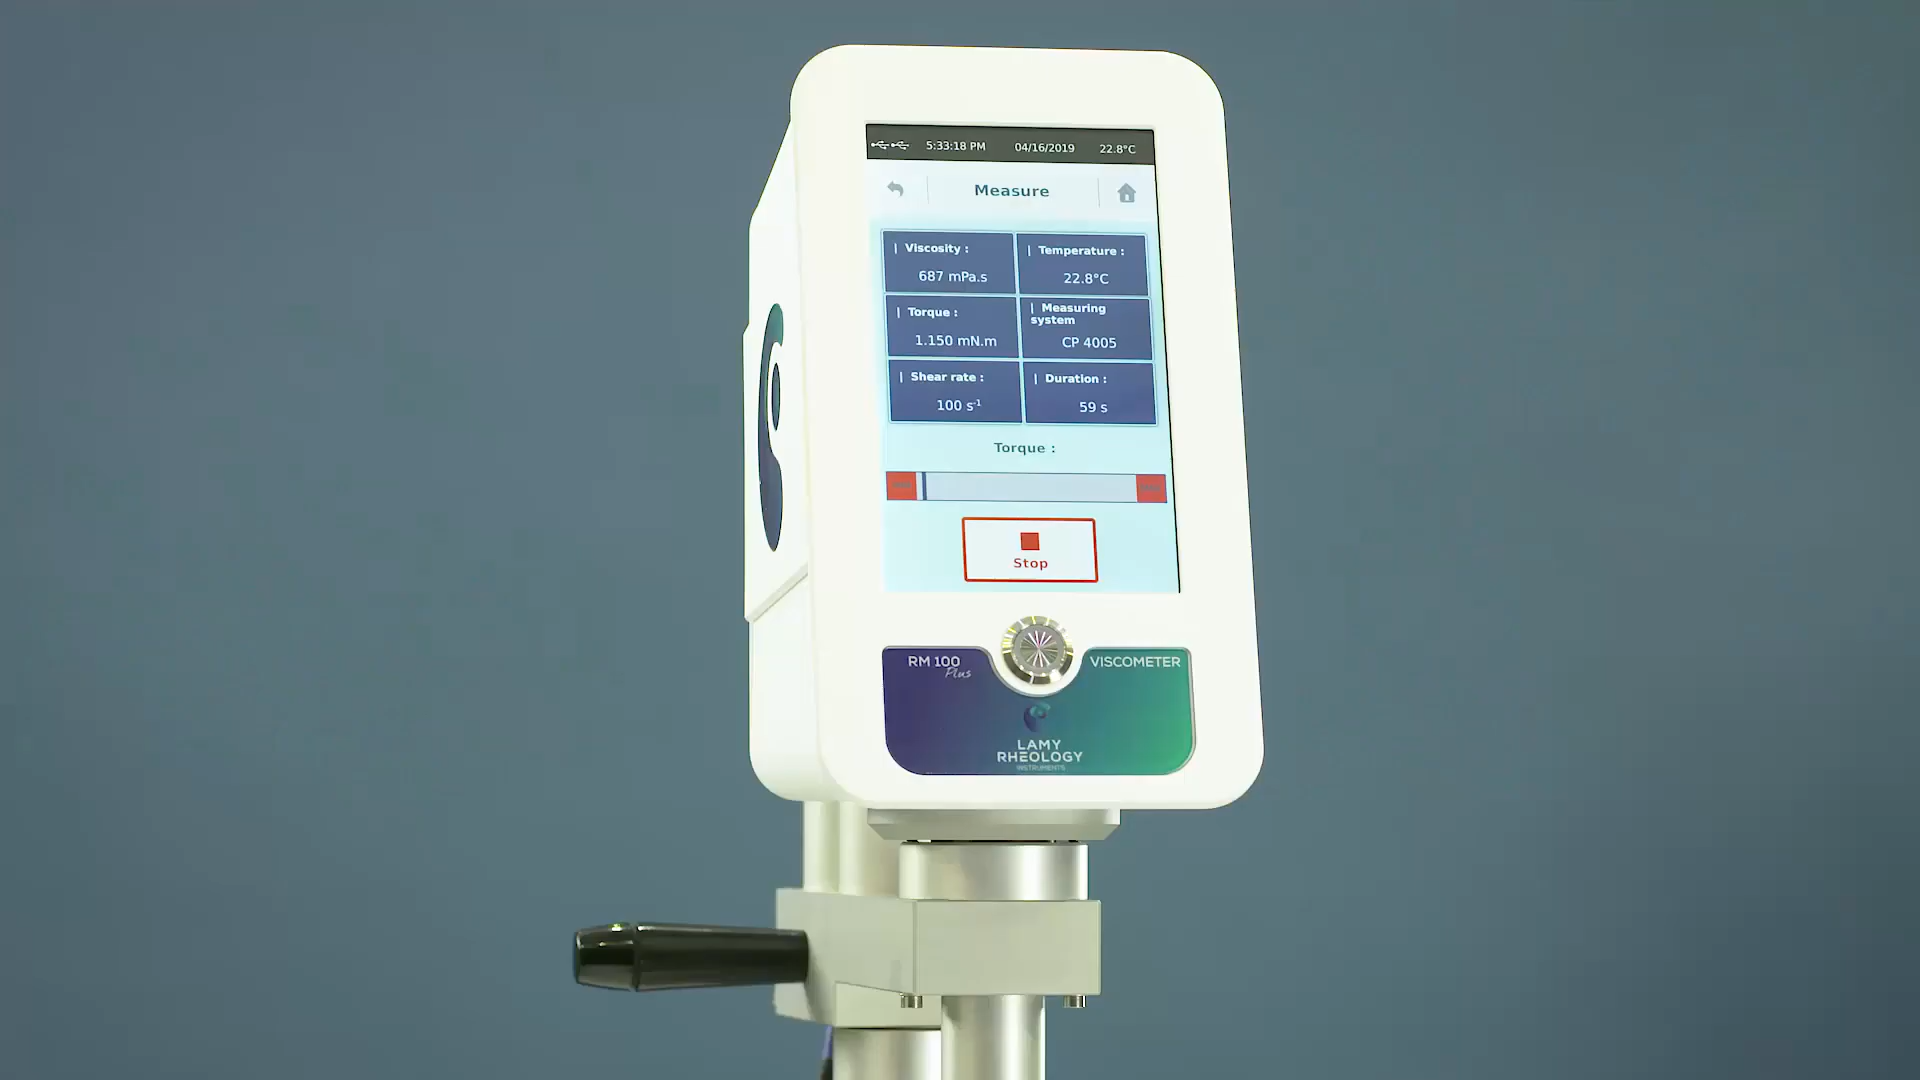 5:33:18 PM 04/16/2019 22.8°C
Measure
| Viscosity :
687 mPa.s
| Temperature :
22.8°C
| Torque :
1.150 mN.m
| Measuring
system
CP 4005
| Shear rate :
100 s⁻¹
| Duration :
59 s
Torque :
Stop
RM 100
Plus
VISCOMETER
LAMY
RHEOLOGY
INSTRUMENTS